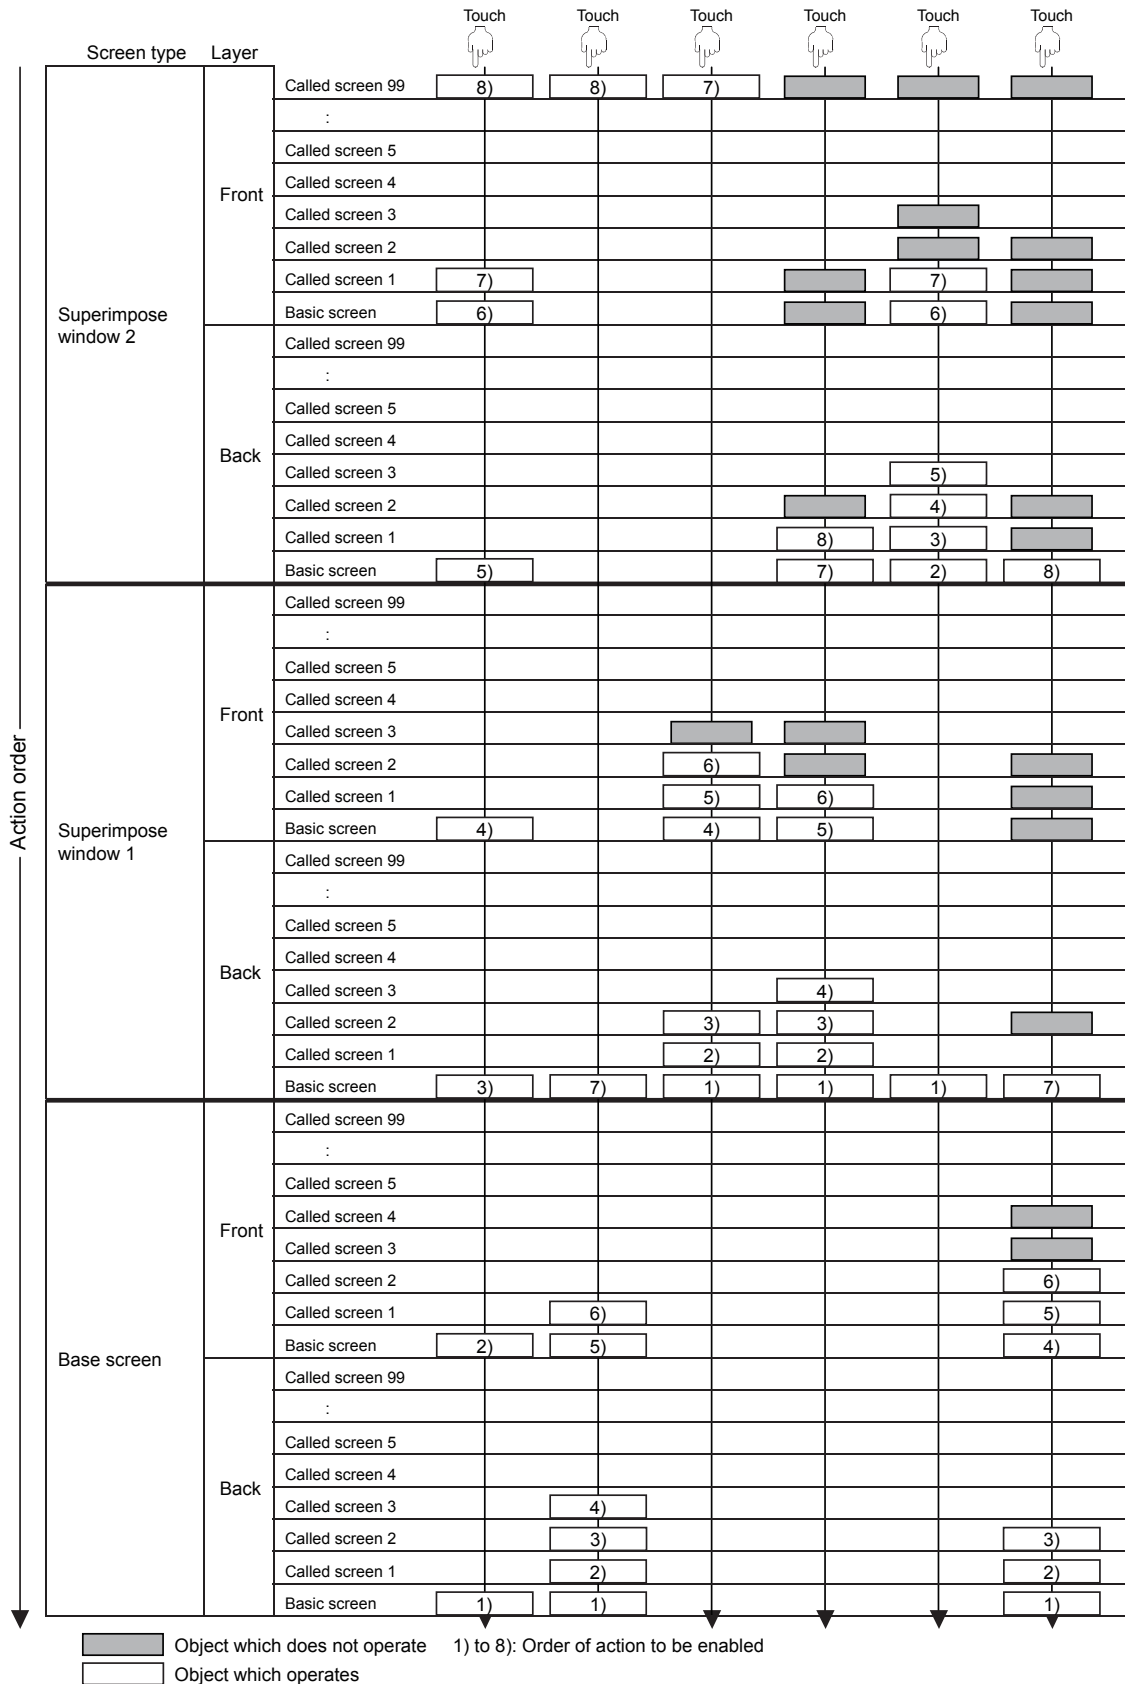 Touch Touch Touch Touch Touch Touch
Screen type Layer
Called screen 99 8) 8) 7)
:
Called screen 5
Called screen 4
Front
Called screen 3
Called screen 2
Called screen 1 7) 7)
Superimpose
window 2
Basic screen 6) 6)
Called screen 99
:
Called screen 5
Called screen 4
Back
Called screen 3 5)
Called screen 2 4)
Called screen 1 8) 3)
Basic screen 5) 7) 2) 8)
Called screen 99
:
Called screen 5
Called screen 4
Front
Called screen 3
Action order
Called screen 2 6)
Called screen 1 5) 6)
Superimpose
window 1
Basic screen 4) 4) 5)
Called screen 99
:
Called screen 5
Called screen 4
Back
Called screen 3 4)
Called screen 2 3) 3)
Called screen 1 2) 2)
Basic screen 3) 7) 1) 1) 1) 7)
Called screen 99
:
Called screen 5
Called screen 4
Front
Called screen 3
Called screen 2 6)
Called screen 1 6) 5)
Basic screen 2) 5) 4)
Base screen
Called screen 99
:
Called screen 5
Called screen 4
Back
Called screen 3 4)
Called screen 2 3) 3)
Called screen 1 2) 2)
Basic screen 1) 1) 1)
Object which does not operate 1) to 8): Order of action to be enabled
Object which operates